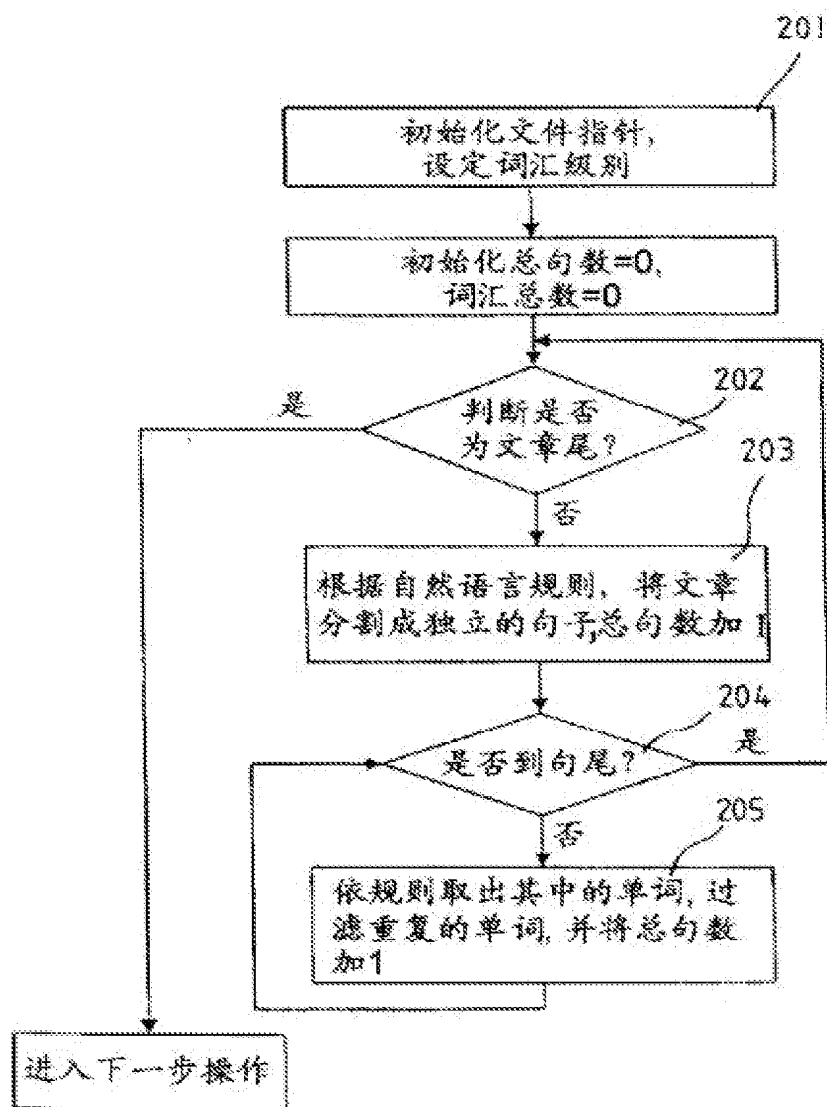 201
初始化文件指针,
设定词汇级别
初始化总句数=0、
词汇总数=0
202
是
判断是否
为文章尾?
203
否
根据自然语言规则, 将文章
分割成独立的句子,总句数加 1
204
是否到句尾?
是
205
否
依规则取出其中的单词, 过
滤重复的单词, 并将总句数
加1
进入下一步操作